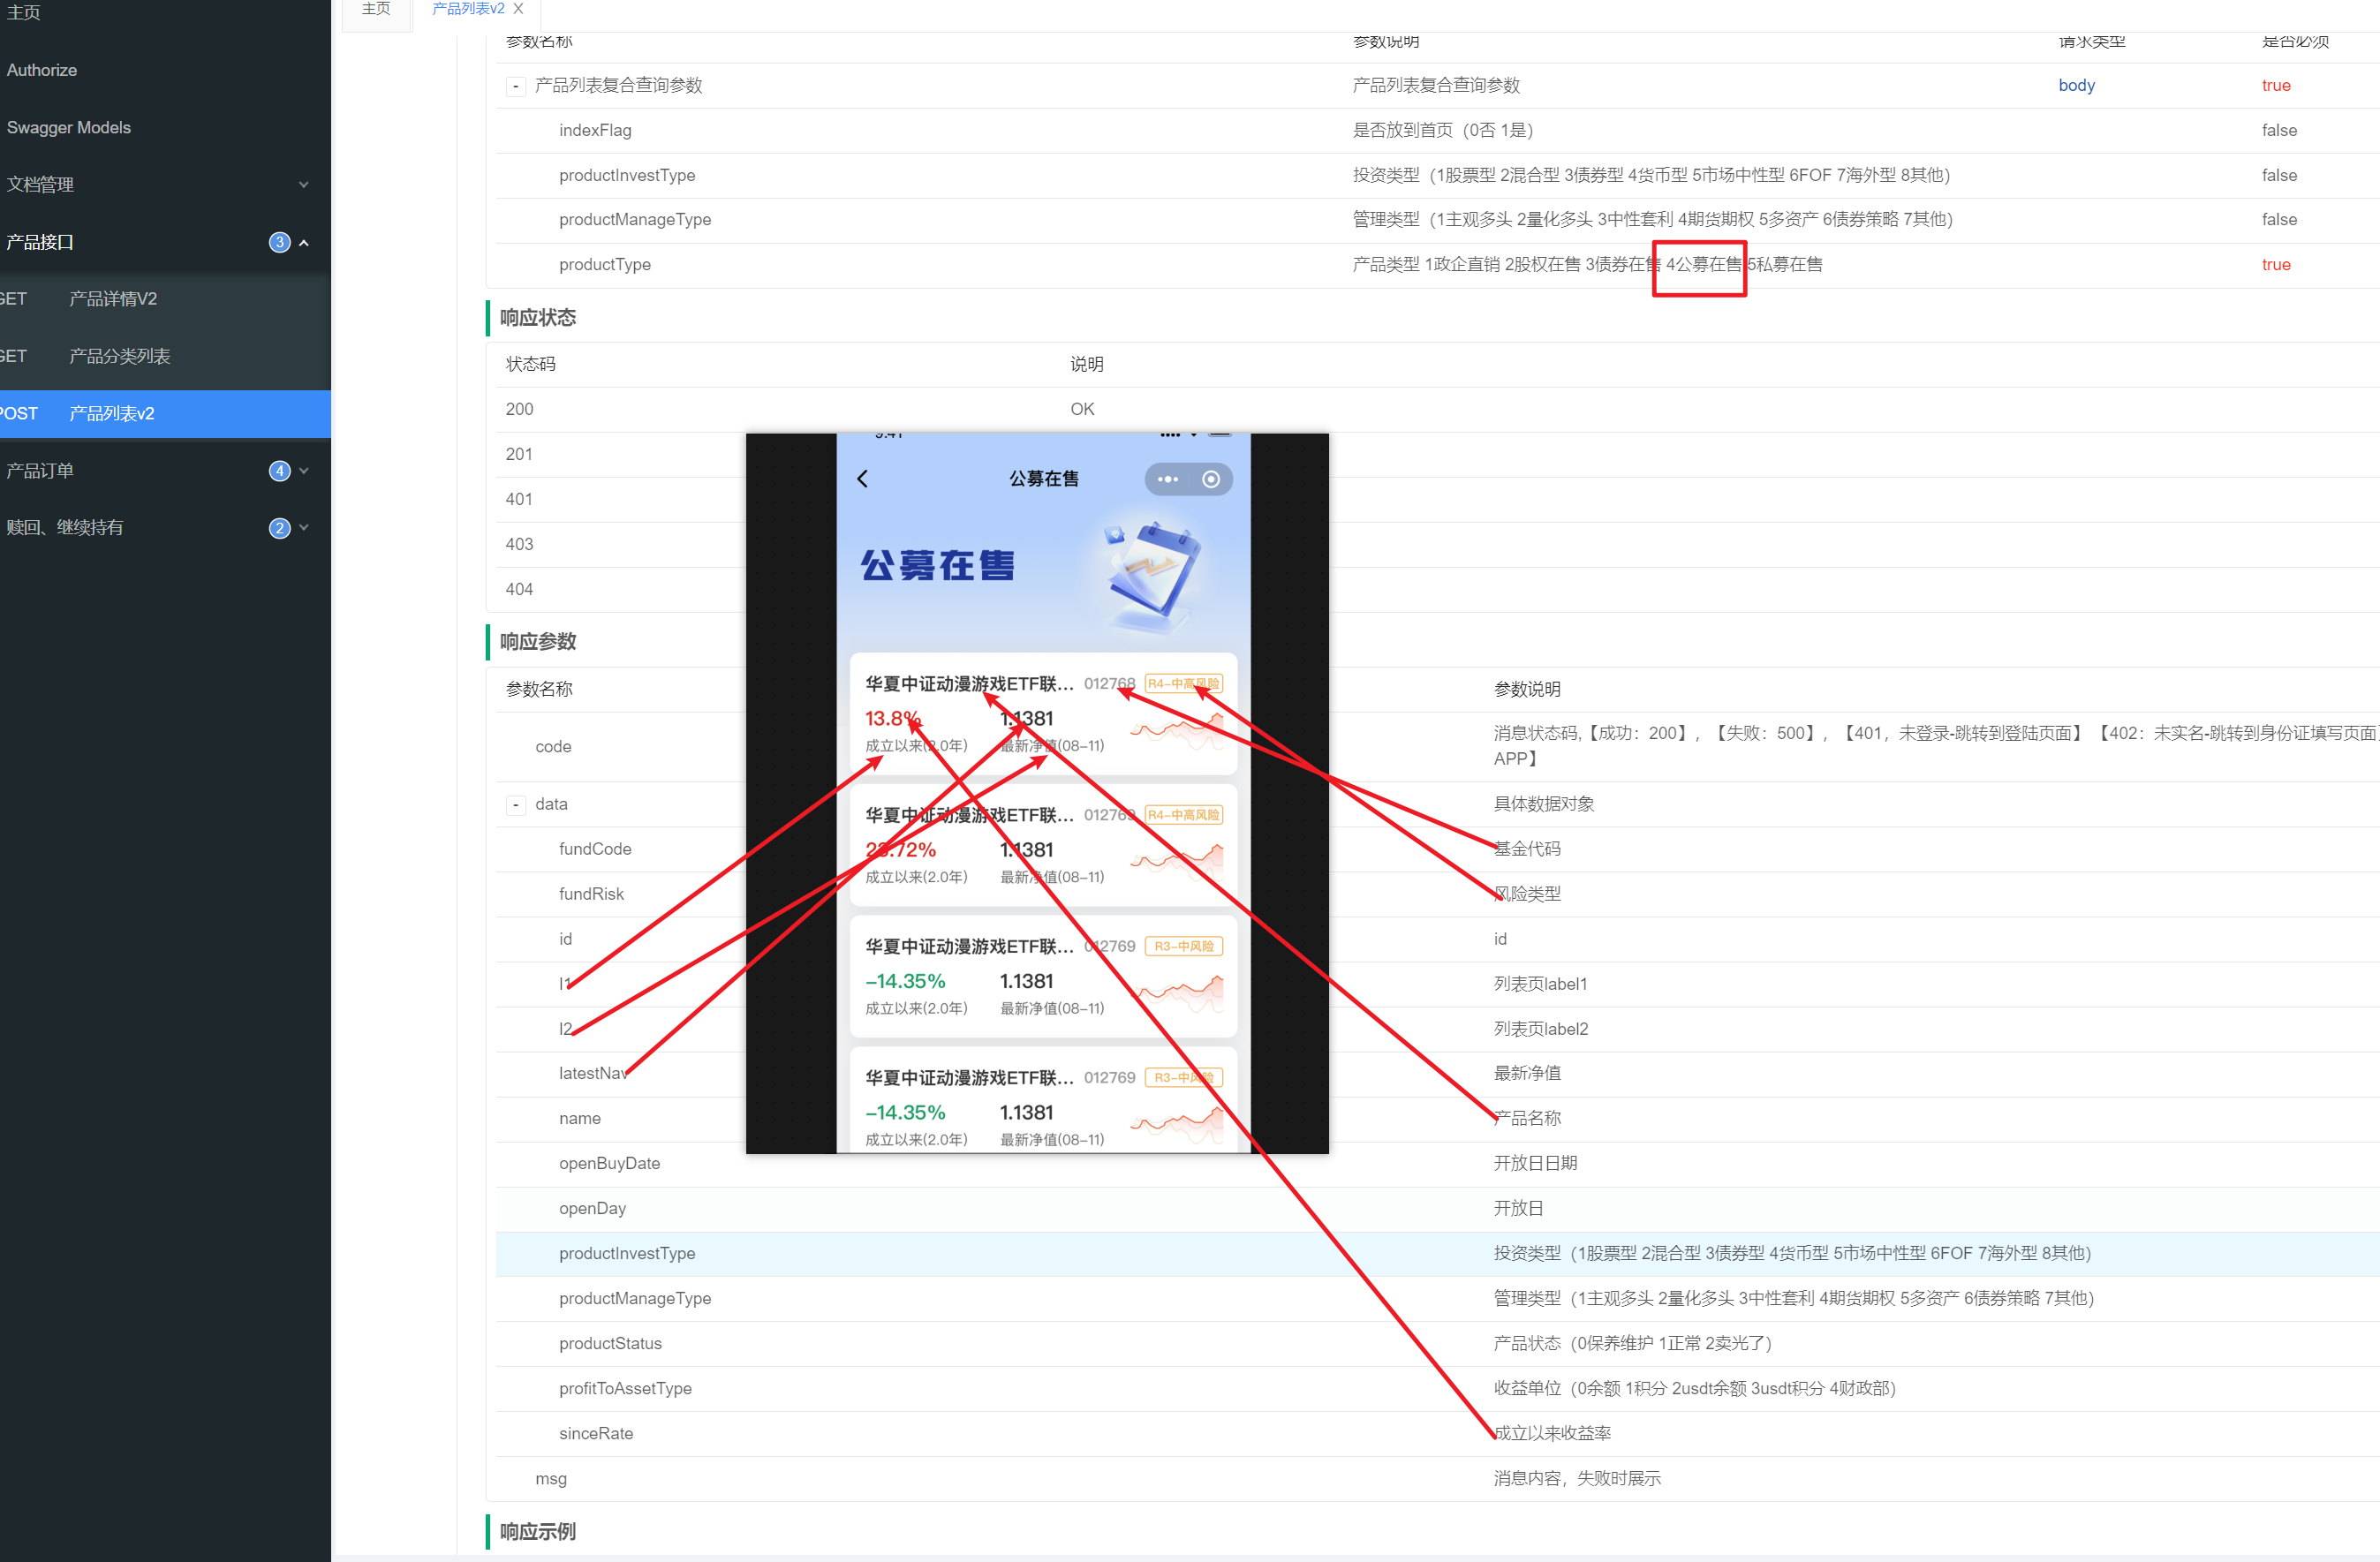 主页
Authorize
Swagger Models
文档管理
产品接口 3
GET 产品详情V2
GET 产品分类列表
POST 产品列表v2
产品订单 4
赎回、继续持有 2
主页 产品列表v2 X
参数名称 参数说明 请求类型 是否必须
- 产品列表复合查询参数 产品列表复合查询参数 body true
indexFlag 是否放到首页（0否 1是） false
productInvestType 投资类型（1股票型 2混合型 3债券型 4货币型 5市场中性型 6FOF 7海外型 8其他） false
productManageType 管理类型（1主观多头 2量化多头 3中性套利 4期货期权 5多资产 6债券策略 7其他） false
productType 产品类型 1政企直销 2股权在售 3债券在售 4公募在售 5私募在售 true
响应状态
状态码 说明
200 OK
201
401
403
404
响应参数
参数名称 参数说明
code 消息状态码,【成功：200】，【失败：500】，【401，未登录-跳转到登陆页面】【402：未实名-跳转到身份证填写页面】
APP】
- data 具体数据对象
fundCode 基金代码
fundRisk 风险类型
id id
l1 列表页label1
l2 列表页label2
latestNav 最新净值
name 产品名称
openBuyDate 开放日日期
openDay 开放日
productInvestType 投资类型（1股票型 2混合型 3债券型 4货币型 5市场中性型 6FOF 7海外型 8其他）
productManageType 管理类型（1主观多头 2量化多头 3中性套利 4期货期权 5多资产 6债券策略 7其他）
productStatus 产品状态（0保养维护 1正常 2卖光了）
profitToAssetType 收益单位（0余额 1积分 2usdt余额 3usdt积分 4财政部）
sinceRate 成立以来收益率
msg 消息内容，失败时展示
响应示例
9:41
公募在售
公募在售
华夏中证动漫游戏ETF联... 012768 R4-中高风险
13.8% 1.1381
成立以来(2.0年) 最新净值(08-11)
华夏中证动漫游戏ETF联... 012769 R4-中高风险
23.72% 1.1381
成立以来(2.0年) 最新净值(08-11)
华夏中证动漫游戏ETF联... 012769 R3-中风险
-14.35% 1.1381
成立以来(2.0年) 最新净值(08-11)
华夏中证动漫游戏ETF联... 012769 R3-中风险
-14.35% 1.1381
成立以来(2.0年) 最新净值(08-11)